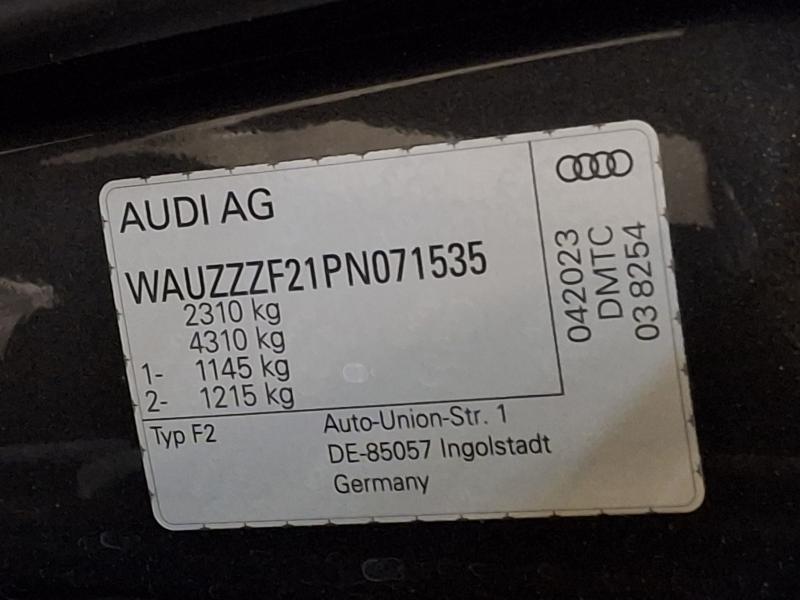 AUDI AG
WAUZZZF21PN071535
2310 kg
4310 kg
1- 1145 kg
2- 1215 kg
Typ F2
Auto-Union-Str. 1
DE-85057 Ingolstadt
Germany
042023
DMTC
03 8254